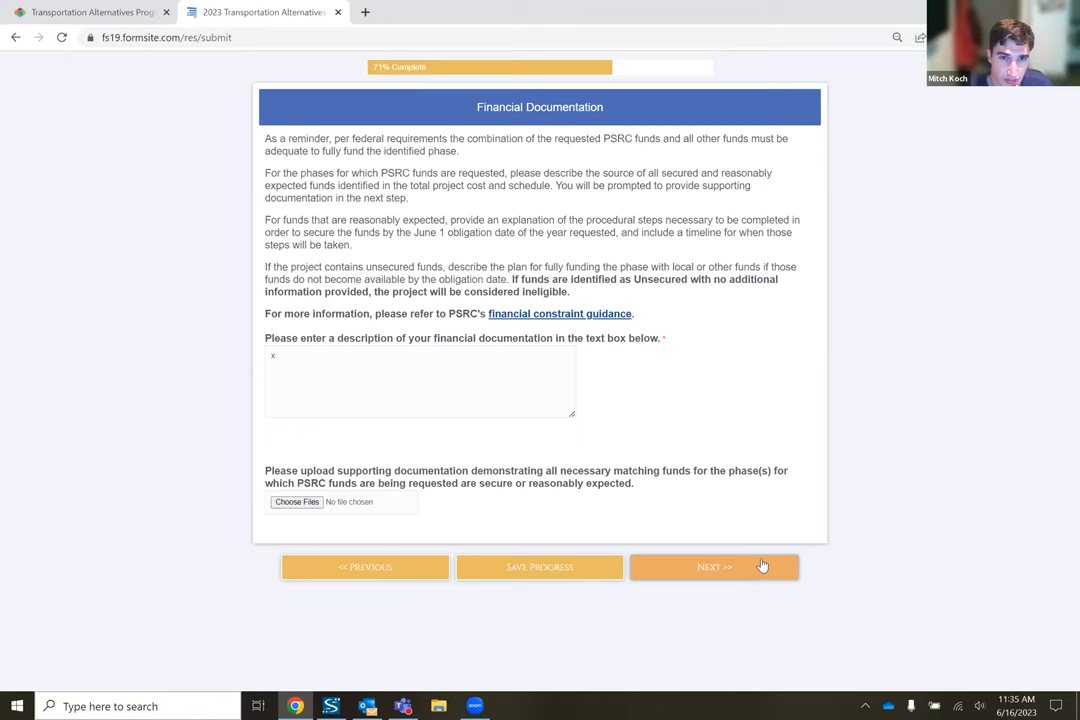 Transportation Alternatives Prog
2023 Transportation Alternatives
fs19.formsite.com/res/submit
Mitch Koch
71% Complete
Financial Documentation
As a reminder, per federal requirements the combination of the requested PSRC funds and all other funds must be
adequate to fully fund the identified phase.
For the phases for which PSRC funds are requested, please describe the source of all secured and reasonably
expected funds identified in the total project cost and schedule. You will be prompted to provide supporting
documentation in the next step.
For funds that are reasonably expected, provide an explanation of the procedural steps necessary to be completed in
order to secure the funds by the June 1 obligation date of the year requested, and include a timeline for when those
steps will be taken.
If the project contains unsecured funds, describe the plan for fully funding the phase with local or other funds if those
funds do not become available by the obligation date. If funds are identified as Unsecured with no additional
information provided, the project will be considered ineligible.
For more information, please refer to PSRC's financial constraint guidance.
Please enter a description of your financial documentation in the text box below. *
x
Please upload supporting documentation demonstrating all necessary matching funds for the phase(s) for
which PSRC funds are being requested are secure or reasonably expected.
Choose Files No file chosen
<< PREVIOUS
SAVE PROGRESS
NEXT >>
Type here to search
11:35 AM
6/16/2023